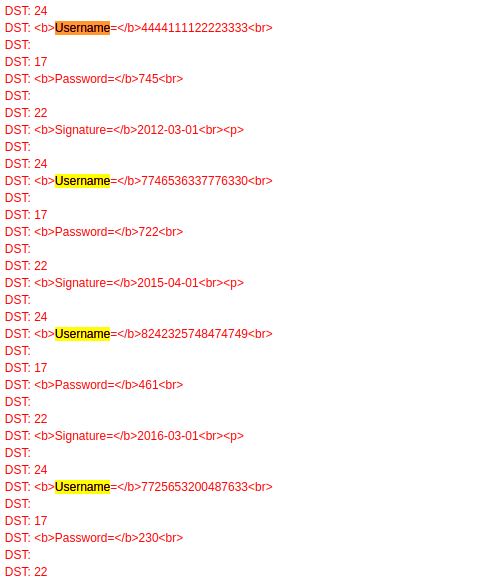 DST: 24
DST: <b>Username=</b>4444111122223333<br>
DST:
DST: 17
DST: <b>Password=</b>745<br>
DST:
DST: 22
DST: <b>Signature=</b>2012-03-01<br><p>
DST:
DST: 24
DST: <b>Username=</b>7746536337776330<br>
DST:
DST: 17
DST: <b>Password=</b>722<br>
DST:
DST: 22
DST: <b>Signature=</b>2015-04-01<br><p>
DST:
DST: 24
DST: <b>Username=</b>8242325748474749<br>
DST:
DST: 17
DST: <b>Password=</b>461<br>
DST:
DST: 22
DST: <b>Signature=</b>2016-03-01<br><p>
DST:
DST: 24
DST: <b>Username=</b>7725653200487633<br>
DST:
DST: 17
DST: <b>Password=</b>230<br>
DST:
DST: 22